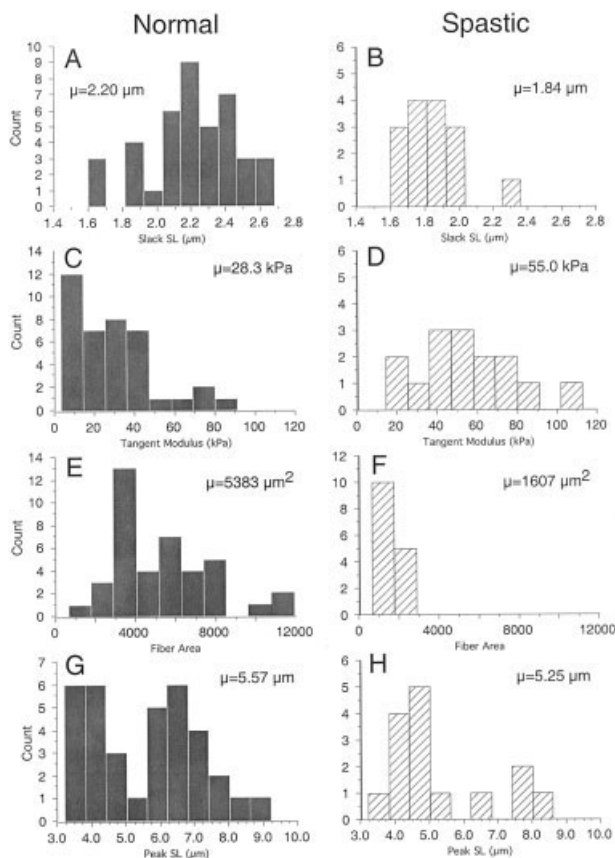 Normal Spastic
A
μ=2.20 μm
Count
10
9
8
7
6
5
4
3
2
1
0
1.4 1.6 1.8 2.0 2.2 2.4 2.6 2.8
Slack SL (μm)
B
μ=1.84 μm
6
5
4
3
2
1
0
1.4 1.6 1.8 2.0 2.4 2.6 2.8
Slack SL (μm)
C
μ=28.3 kPa
Count
14
12
10
8
6
4
2
0
0 20 40 60 80 100 120
Tangent Modulus (kPa)
D
μ=55.0 kPa
6
5
4
3
2
1
0
0 20 40 60 80 100 120
Tangent Modulus (kPa)
E
μ=5383 μm2
Count
14
12
10
8
6
4
2
0
0 4000 8000 12000
Fiber Area
F
μ=1607 μm2
12
10
8
6
4
2
0
0 4000 8000 12000
Fiber Area
G
μ=5.57 μm
Count
7
6
5
4
3
2
1
0
3.0 4.0 5.0 6.0 7.0 8.0 9.0 10.0
Peak SL (μm)
H
μ=5.25 μm
6
5
4
3
2
1
0
3.0 4.0 5.0 6.0 7.0 8.0 9.0 10.0
Peak SL (μm)